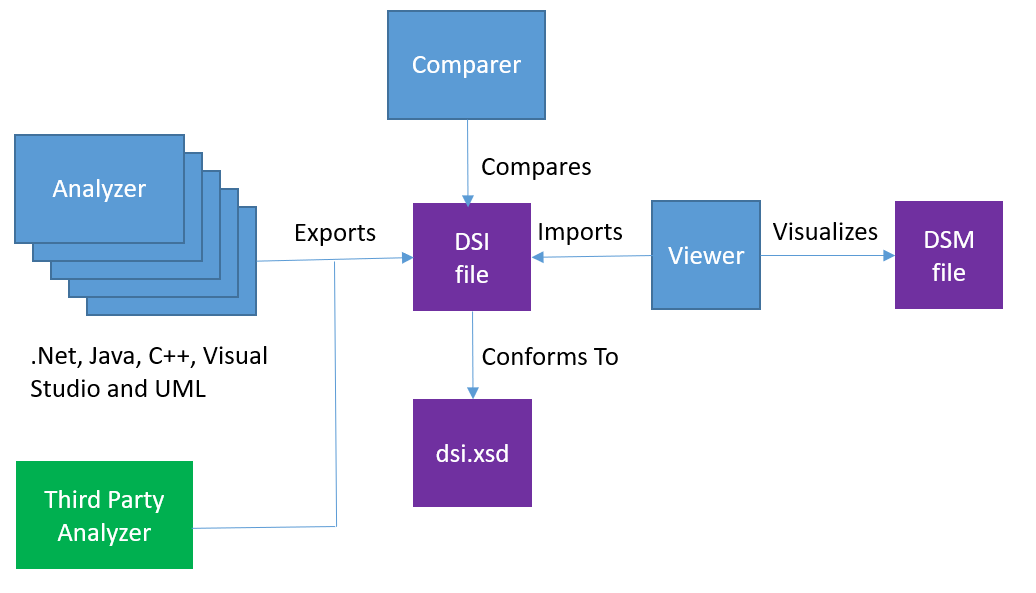 Comparer
Compares
Analyzer
Exports
DSI
file
Imports
Viewer
Visualizes
DSM
file
.Net, Java, C++, Visual
Studio and UML
Conforms To
dsi.xsd
Third Party
Analyzer